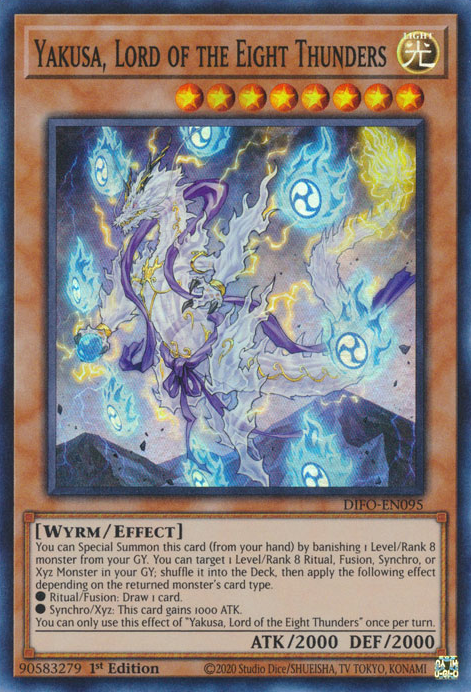 YAKUSA, LORD OF THE EIGHT THUNDERS
LIGHT
光
DIFO-EN095
[WYRM/EFFECT]
You can Special Summon this card (from your hand) by banishing 1 Level/Rank 8
monster from your GY. You can target 1 Level/Rank 8 Ritual, Fusion, Synchro, or
Xyz Monster in your GY; shuffle it into the Deck, then apply the following effect
depending on the returned monster's card type.
● Ritual/Fusion: Draw 1 card.
● Synchro/Xyz: This card gains 1000 ATK.
You can only use this effect of "Yakusa, Lord of the Eight Thunders" once per turn.
ATK/2000 DEF/2000
90583279 1st Edition ©2020 Studio Dice/SHUEISHA, TV TOKYO, KONAMI